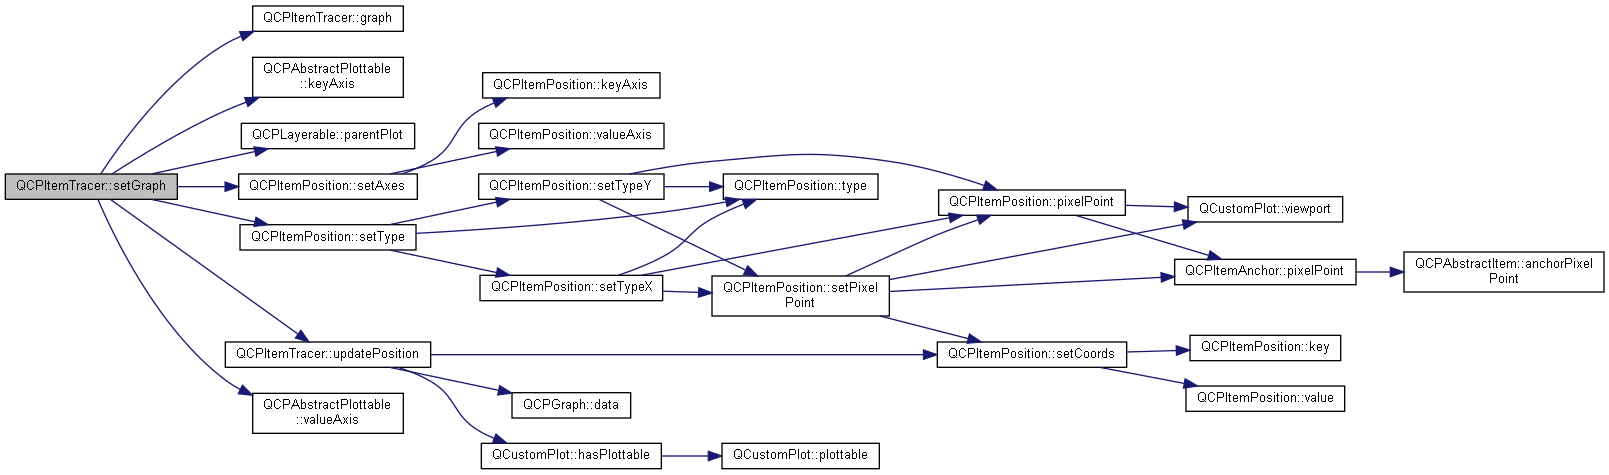 QCPItemTracer::setGraph
QCPItemTracer::graph
QCPAbstractPlottable
::keyAxis
QCPLayerable::parentPlot
QCPItemPosition::setAxes
QCPItemPosition::setType
QCPItemTracer::updatePosition
QCPAbstractPlottable
::valueAxis
QCPItemPosition::keyAxis
QCPItemPosition::valueAxis
QCPItemPosition::setTypeY
QCPItemPosition::setTypeX
QCPGraph::data
QCustomPlot::hasPlottable
QCPItemPosition::type
QCPItemPosition::setPixel
Point
QCustomPlot::plottable
QCPItemPosition::pixelPoint
QCPItemPosition::setCoords
QCustomPlot::viewport
QCPItemAnchor::pixelPoint
QCPItemPosition::key
QCPItemPosition::value
QCPAbstractItem::anchorPixel
Point